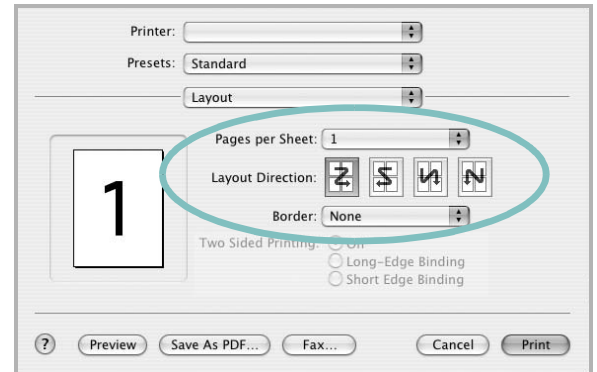 Printer:
Presets: Standard
Layout
Pages per Sheet: 1
Layout Direction:
Border: None
1
Two Sided Printing:
Long-Edge Binding
Short Edge Binding
? Preview Save As PDF... Fax... Cancel Print